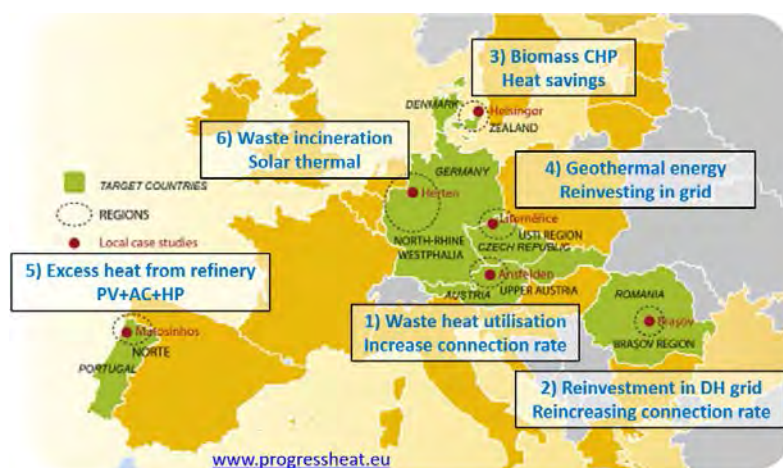 3) Biomass CHP
Heat savings
DENMARK
Helsingør
ZEALAND
6) Waste incineration
Solar thermal
GERMANY
4) Geothermal energy
Reinvesting in grid
TARGET COUNTRIES
REGIONS
Local case studies
Herten
NORTH-RHINE
WESTPHALIA
Litoměřice
USTI REGION
CZECH REPUBLIC
5) Excess heat from refinery
PV+AC+HP
Ansfelden
AUSTRIA
UPPER AUSTRIA
ROMANIA
Brașov
BRAȘOV REGION
Matosinhos
NORTE
PORTUGAL
1) Waste heat utilisation
Increase connection rate
2) Reinvestment in DH grid
Reincreasing connection rate
www.progressheat.eu